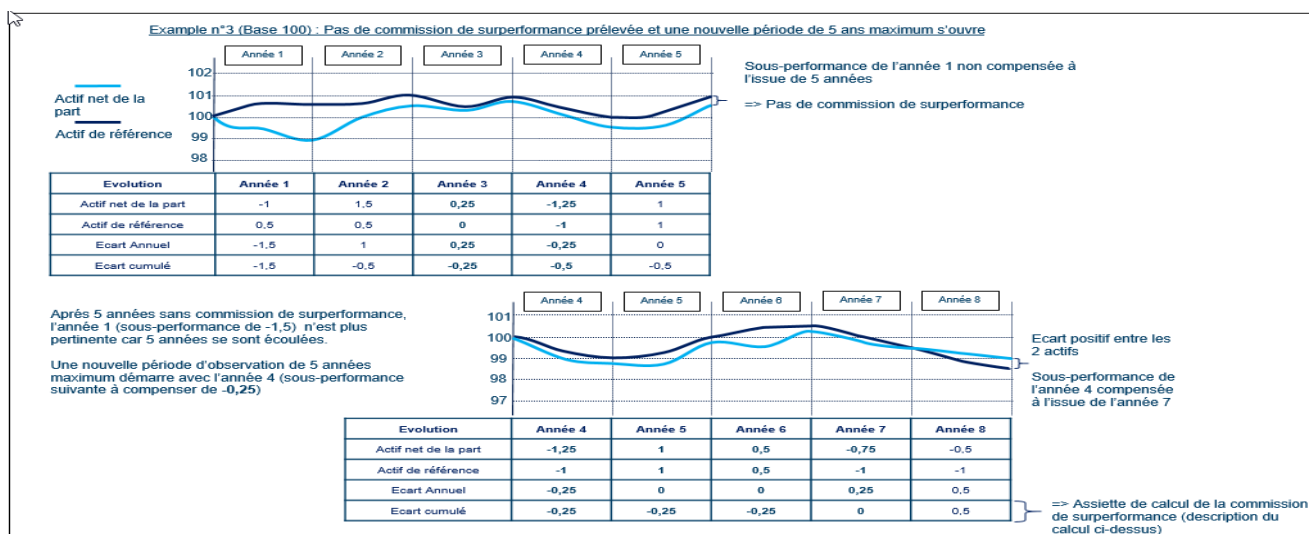 Example n°3 (Base 100) : Pas de commission de surperformance prélevée et une nouvelle période de 5 ans maximum s'ouvre
Année 1 Année 2 Année 3 Année 4 Année 5
102
101
100
99
98
Actif net de la
part
Actif de référence
Sous-performance de l'année 1 non compensée à
l'issue de 5 années
=> Pas de commission de surperformance
Evolution Année 1 Année 2 Année 3 Année 4 Année 5
Actif net de la part -1 1,5 0,25 -1,25 1
Actif de référence 0,5 0,5 0 -1 1
Ecart Annuel -1,5 1 0,25 -0,25 0
Ecart cumulé -1,5 -0,5 -0,25 -0,5 -0,5
Aprés 5 années sans commission de surperformance,
l'année 1 (sous-performance de -1,5) n'est plus
pertinente car 5 années se sont écoulées.
Une nouvelle période d'observation de 5 années
maximum démarre avec l'année 4 (sous-performance
suivante à compenser de -0,25)
Année 4 Année 5 Année 6 Année 7 Année 8
101
100
99
98
97
Ecart positif entre les
2 actifs
Sous-performance de
l'année 4 compensée
à l'issue de l'année 7
Evolution Année 4 Année 5 Année 6 Année 7 Année 8
Actif net de la part -1,25 1 0,5 -0,75 -0,5
Actif de référence -1 1 0,5 -1 -1
Ecart Annuel -0,25 0 0 0,25 0,5
Ecart cumulé -0,25 -0,25 -0,25 0 0,5
=> Assiette de calcul de la commission
de surperformance (description du
calcul ci-dessus)